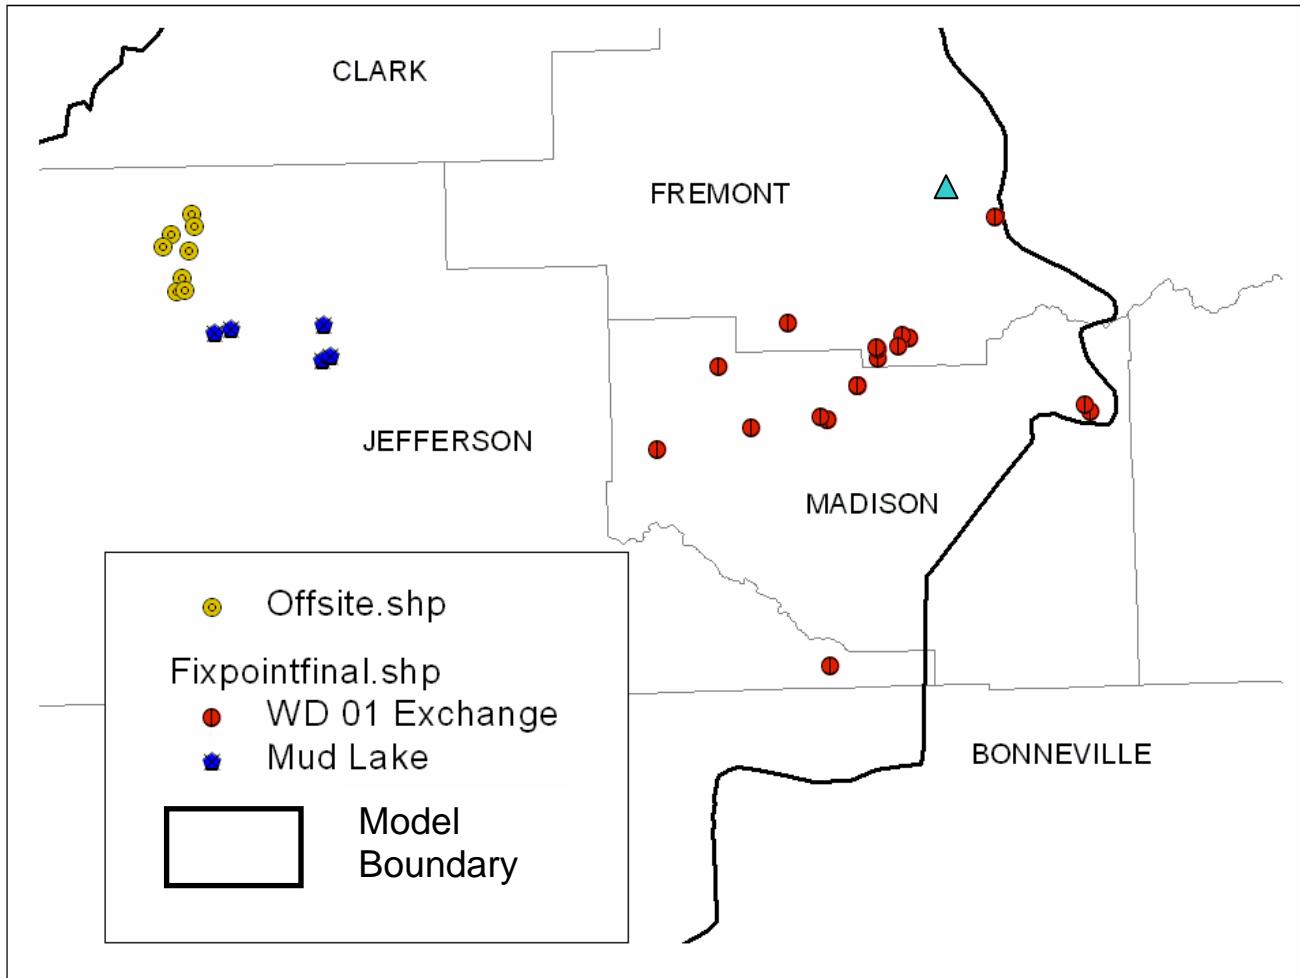 CLARK
FREMONT
JEFFERSON
MADISON
BONNEVILLE
Offsite.shp
Fixpointfinal.shp
WD 01 Exchange
Mud Lake
Model
Boundary